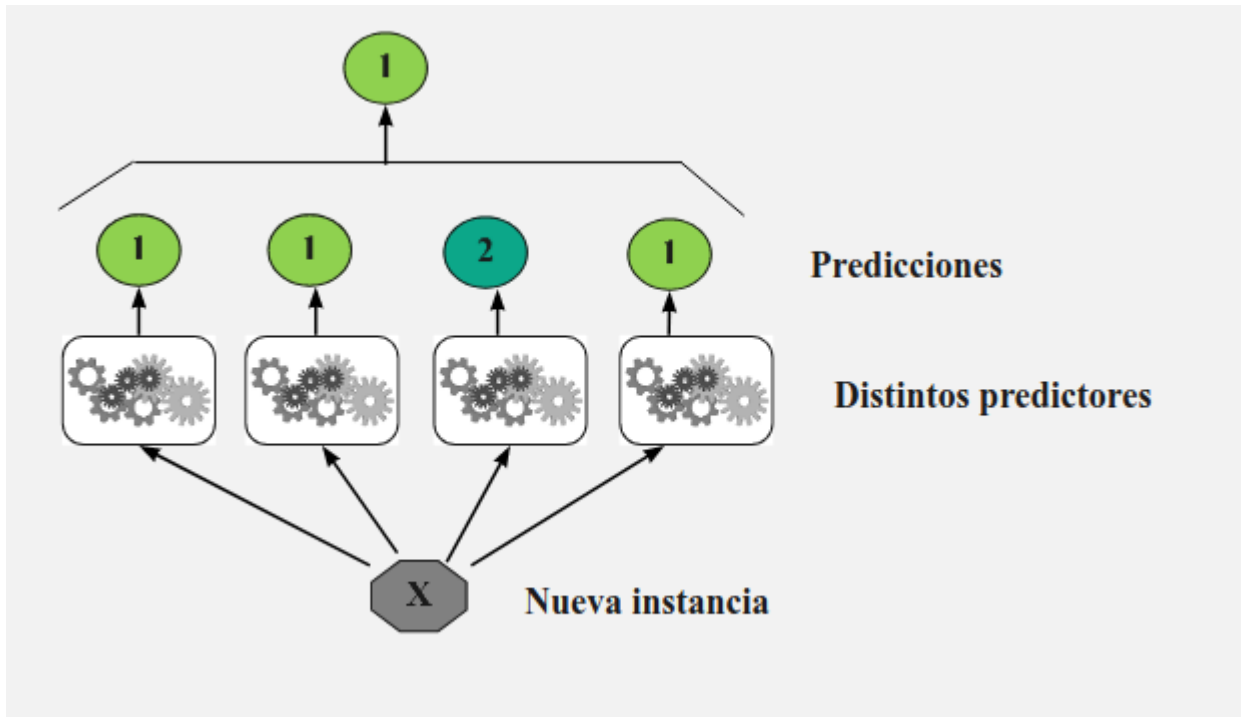 1
1 1 2 1
Predicciones
Distintos predictores
X
Nueva instancia